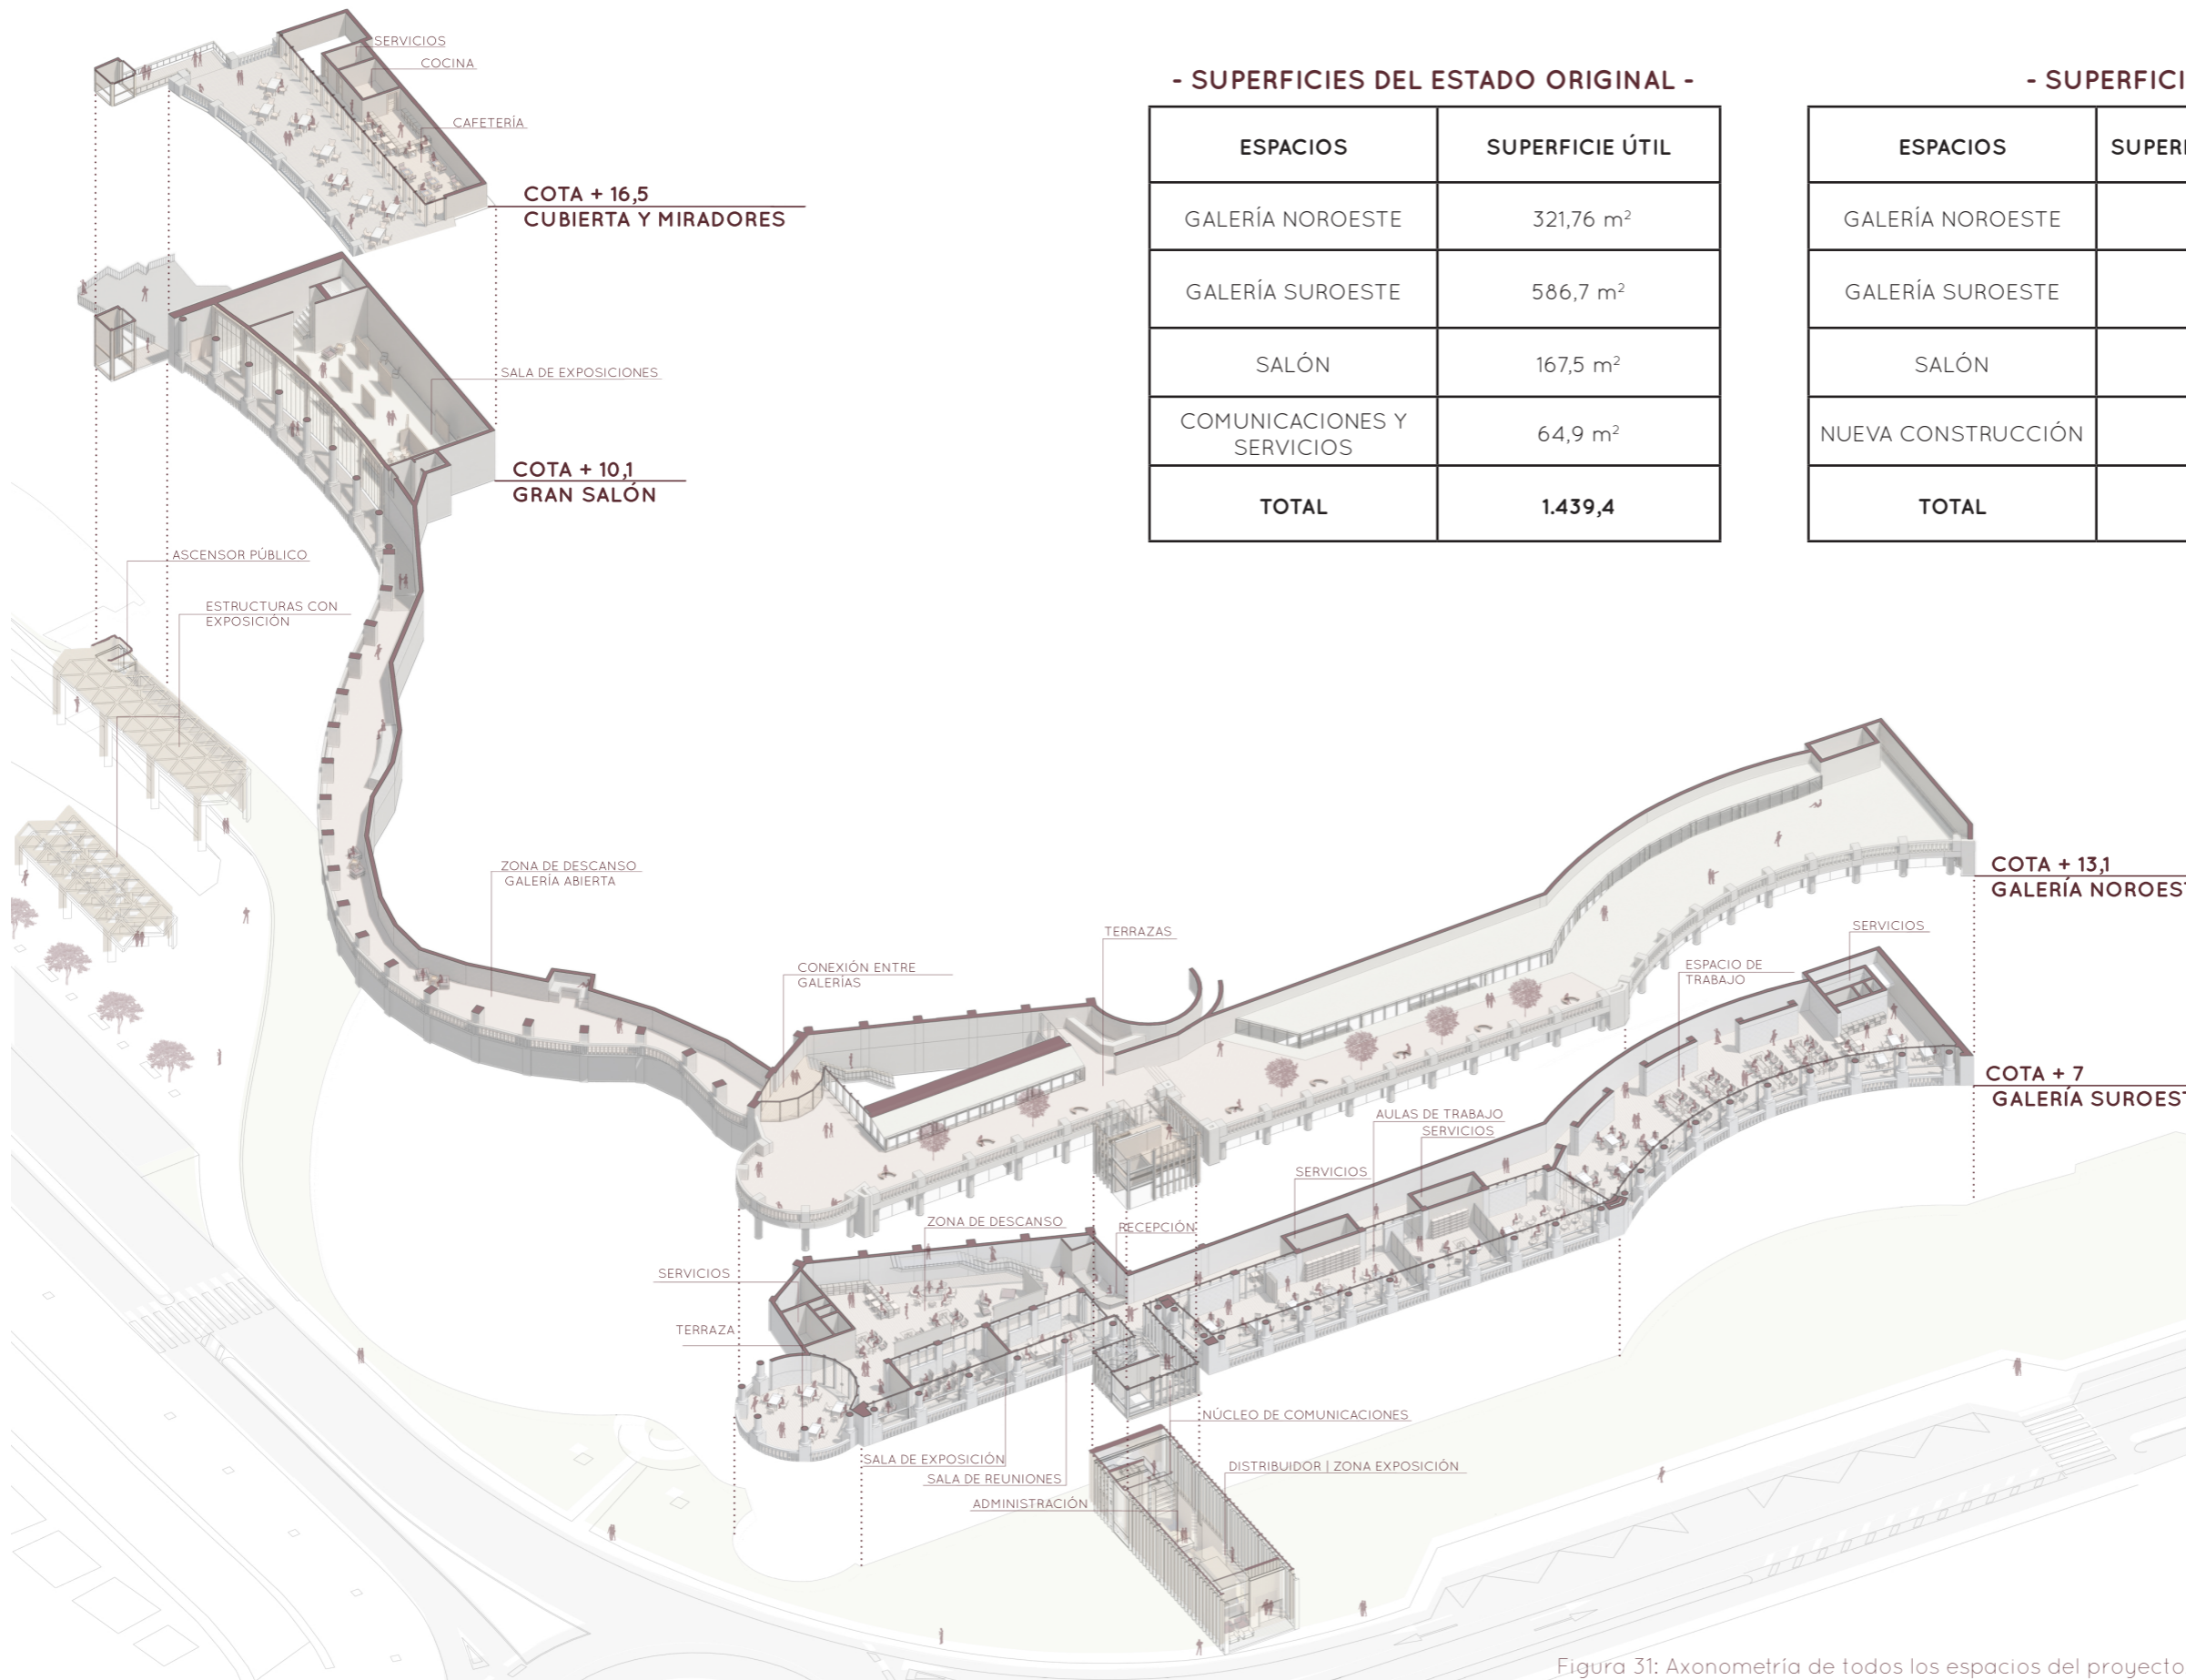 SERVICIOS
COCINA
CAFETERÍA
COTA + 16,5
CUBIERTA Y MIRADORES
SALA DE EXPOSICIONES
COTA + 10,1
GRAN SALÓN
ASCENSOR PÚBLICO
ESTRUCTURAS CON
EXPOSICIÓN
- SUPERFICIES DEL ESTADO ORIGINAL -
ESPACIOS SUPERFICIE ÚTIL
GALERÍA NOROESTE 321,76 m²
GALERÍA SUROESTE 586,7 m²
SALÓN 167,5 m²
COMUNICACIONES Y
SERVICIOS 64,9 m²
TOTAL 1.439,4
- SUPERFICI
ESPACIOS SUPERF
GALERÍA NOROESTE
GALERÍA SUROESTE
SALÓN
NUEVA CONSTRUCCIÓN
TOTAL
ZONA DE DESCANSO
GALERÍA ABIERTA
CONEXIÓN ENTRE
GALERÍAS
TERRAZAS
COTA + 13,1
GALERÍA NOROEST
SERVICIOS
ESPACIO DE
TRABAJO
COTA + 7
GALERÍA SUROEST
AULAS DE TRABAJO
SERVICIOS
SERVICIOS
ZONA DE DESCANSO
RECEPCIÓN
SERVICIOS
TERRAZA
NÚCLEO DE COMUNICACIONES
SALA DE EXPOSICIÓN
SALA DE REUNIONES
DISTRIBUIDOR | ZONA EXPOSICIÓN
ADMINISTRACIÓN
Figura 31: Axonometría de todos los espacios del proyecto